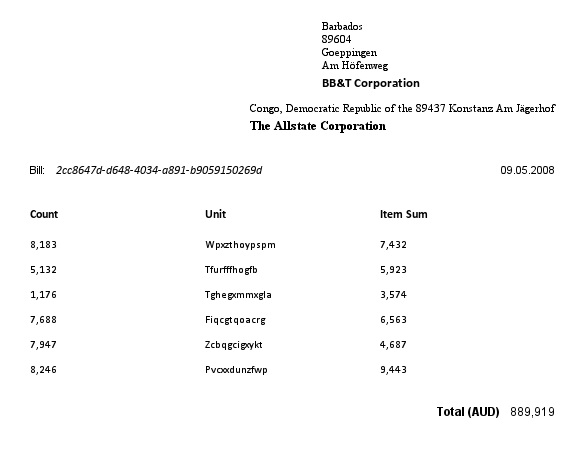 Barbados
89604
Goeppingen
Am Höfenweg
BB&T Corporation
Congo, Democratic Republic of the 89437 Konstanz Am Jägerhof
The Allstate Corporation
Bill: 2cc8647d-d648-4034-a891-b9059150269d 09.05.2008
Count Unit Item Sum
8,183 Wpxzthoypspm 7,432
5,132 Tfurfffhogfb 5,923
1,176 Tghegxmmxgla 3,574
7,688 Fiqcgtqoacrg 6,563
7,947 Zcbqgcigxykt 4,687
8,246 Pvoxxdunzfwp 9,443
Total (AUD) 889,919